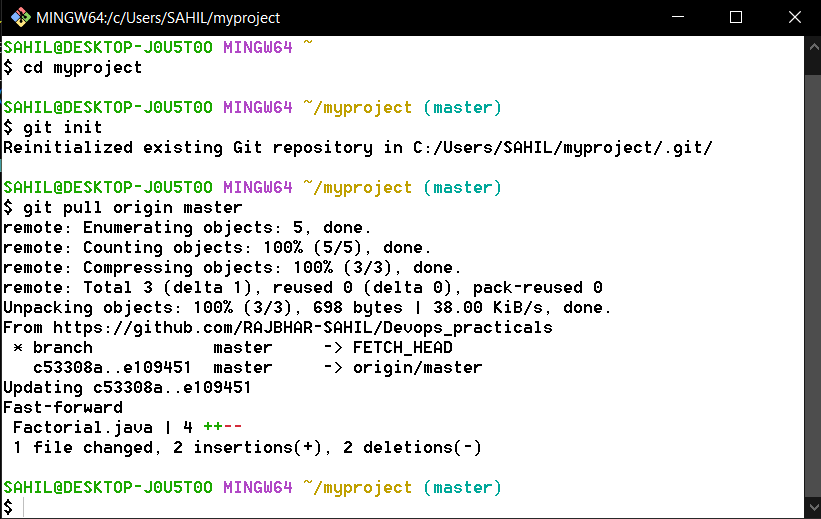 MINGW64:/c/Users/SAHIL/myproject
SAHIL@DESKTOP-J0U5T0O MINGW64 ~
$ cd myproject
SAHIL@DESKTOP-J0U5T0O MINGW64 ~/myproject (master)
$ git init
Reinitialized existing Git repository in C:/Users/SAHIL/myproject/.git/
SAHIL@DESKTOP-J0U5T0O MINGW64 ~/myproject (master)
$ git pull origin master
remote: Enumerating objects: 5, done.
remote: Counting objects: 100% (5/5), done.
remote: Compressing objects: 100% (3/3), done.
remote: Total 3 (delta 1), reused 0 (delta 0), pack-reused 0
Unpacking objects: 100% (3/3), 698 bytes | 38.00 KiB/s, done.
From https://github.com/RAJBHAR-SAHIL/Devops_practicals
 * branch            master     -> FETCH_HEAD
   c53308a..e109451  master     -> origin/master
Updating c53308a..e109451
Fast-forward
 Factorial.java | 4 ++--
 1 file changed, 2 insertions(+), 2 deletions(-)
SAHIL@DESKTOP-J0U5T0O MINGW64 ~/myproject (master)
$